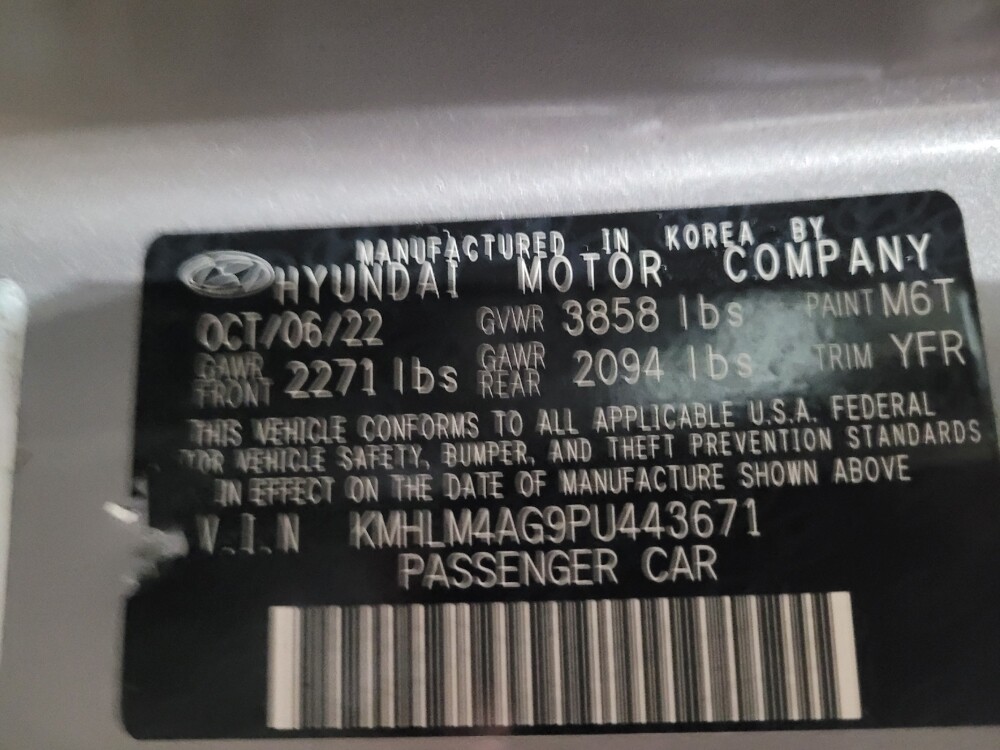 MANUFACTURED IN KOREA BY
HYUNDAI MOTOR COMPANY
OCT/06/22 GVWR 3858 lbs PAINT M6T
GAWR FRONT 2271 lbs GAWR REAR 2094 lbs TRIM YFR
THIS VEHICLE CONFORMS TO ALL APPLICABLE U.S.A. FEDERAL
VEHICLE SAFETY, BUMPER, AND THEFT PREVENTION STANDARDS
IN EFFECT ON THE DATE OF MANUFACTURE SHOWN ABOVE
V.I.N KMHLM4AG9PU443671
PASSENGER CAR